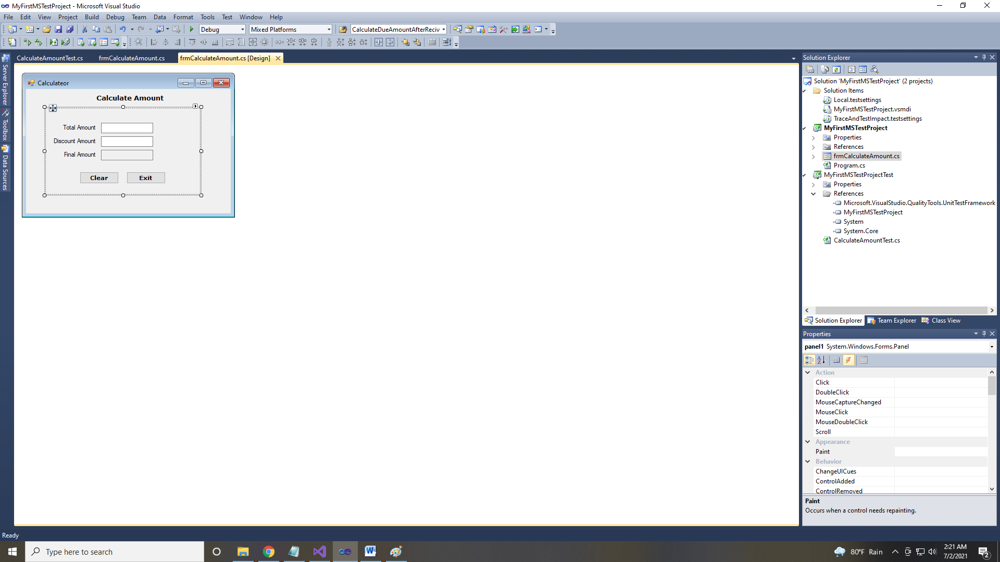 MyFirstMSTestProject - Microsoft Visual Studio
File Edit View Project Build Debug Team Data Format Tools Test Window Help
Debug Mixed Platforms CalculateDueAmountAfterReciv
Server Explorer
Toolbox
Data Sources
CalculateAmountTest.cs frmCalculateAmount.cs frmCalculateAmount.cs [Design]
Calculateor
Calculate Amount
Total Amount
Discount Amount
Final Amount
Clear Exit
Solution Explorer
Solution 'MyFirstMSTestProject' (2 projects)
Solution Items
Local.testsettings
MyFirstMSTestProject.vsmdi
TraceAndTestImpact.testsettings
MyFirstMSTestProject
Properties
References
frmCalculateAmount.cs
Program.cs
MyFirstMSTestProjectTest
Properties
References
Microsoft.VisualStudio.QualityTools.UnitTestFramework
MyFirstMSTestProject
System
System.Core
CalculateAmountTest.cs
Solution Explorer Team Explorer Class View
Properties
panel1 System.Windows.Forms.Panel
Action
Click
DoubleClick
MouseCaptureChanged
MouseClick
MouseDoubleClick
Scroll
Appearance
Paint
Behavior
ChangeUICues
ControlAdded
ControlRemoved
Paint
Occurs when a control needs repainting.
Ready
Type here to search
80°F Rain
2:21 AM
7/2/2021
2